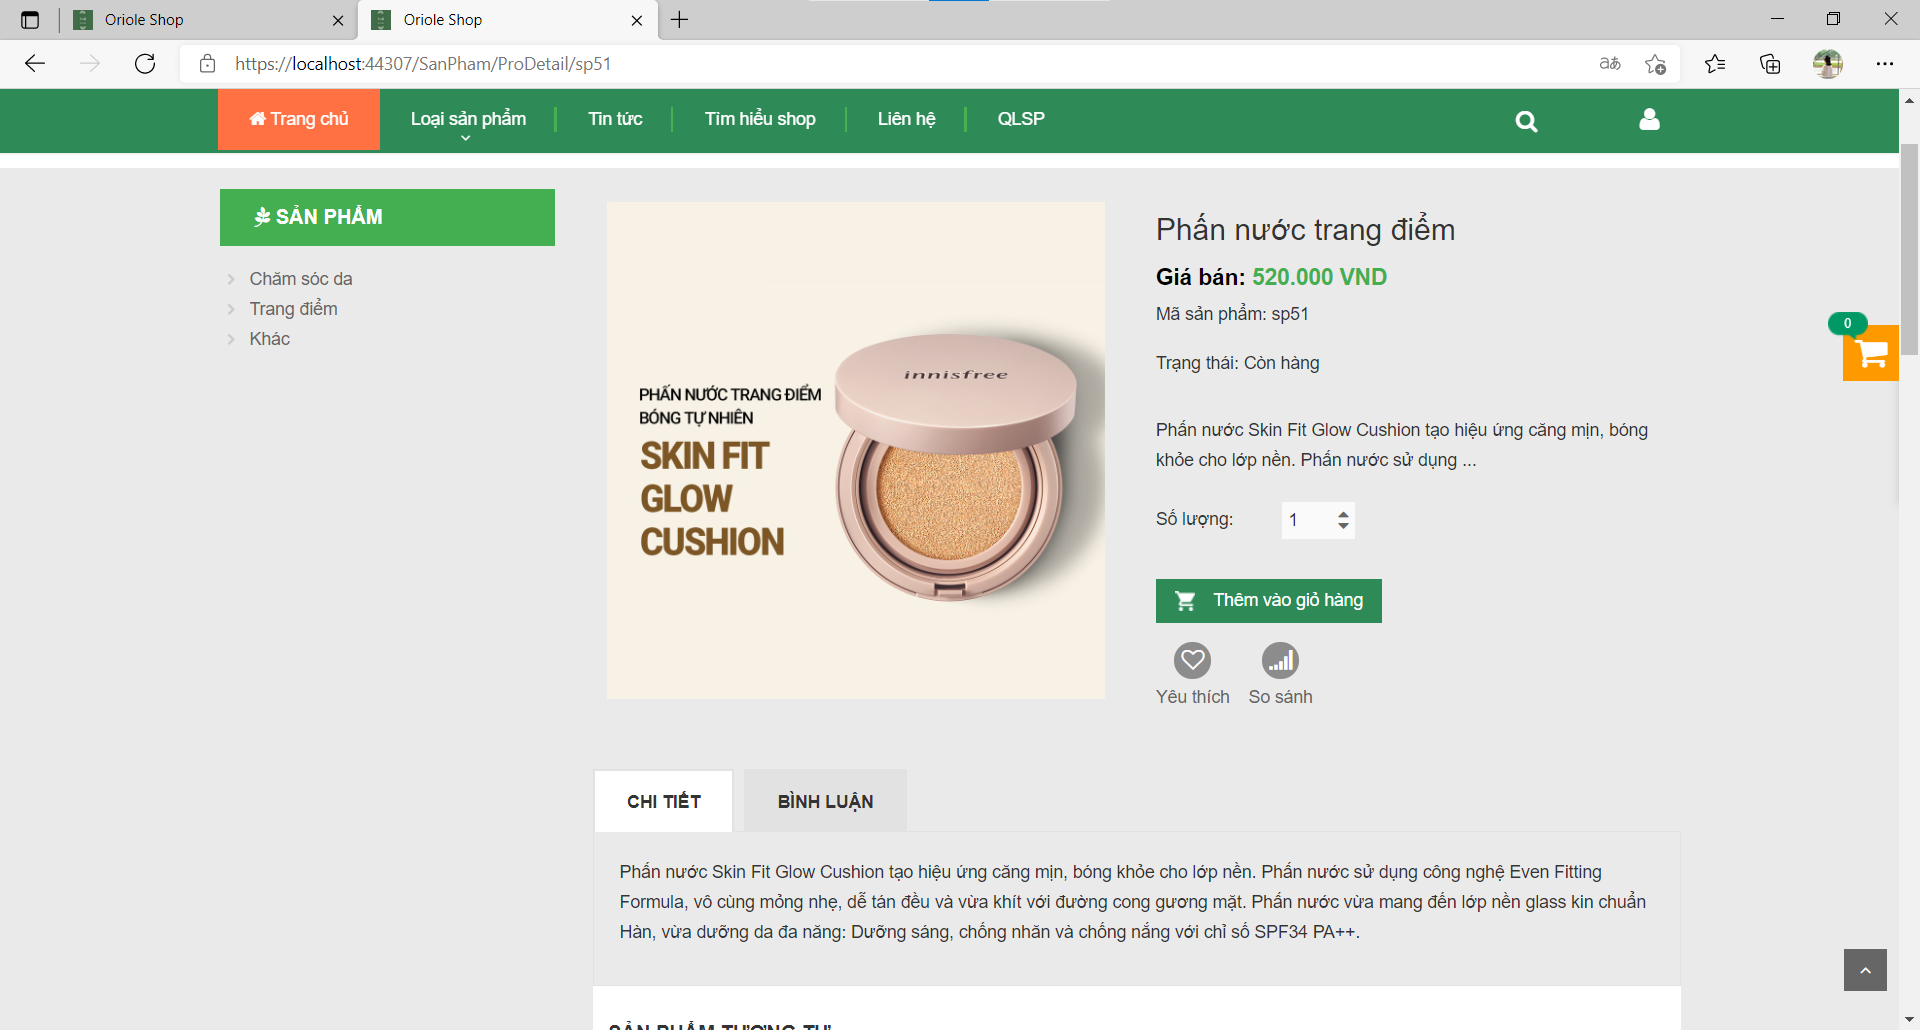 Oriole Shop
Oriole Shop
https://localhost:44307/SanPham/ProDetail/sp51
Trang chủ
Loại sản phẩm
Tin tức
Tìm hiểu shop
Liên hệ
QLSP
SẢN PHẨM
Chăm sóc da
Trang điểm
Khác
innisfree
PHẤN NƯỚC TRANG ĐIỂM
BÓNG TỰ NHIÊN
SKIN FIT
GLOW
CUSHION
Phấn nước trang điểm
Giá bán: 520.000 VND
Mã sản phẩm: sp51
Trạng thái: Còn hàng
Phấn nước Skin Fit Glow Cushion tạo hiệu ứng căng mịn, bóng
khỏe cho lớp nền. Phấn nước sử dụng ...
Số lượng:
1
Thêm vào giỏ hàng
Yêu thích
So sánh
0
CHI TIẾT
BÌNH LUẬN
Phấn nước Skin Fit Glow Cushion tạo hiệu ứng căng mịn, bóng khỏe cho lớp nền. Phấn nước sử dụng công nghệ Even Fitting
Formula, vô cùng mỏng nhẹ, dễ tán đều và vừa khít với đường cong gương mặt. Phấn nước vừa mang đến lớp nền glass kin chuẩn
Hàn, vừa dưỡng da đa năng: Dưỡng sáng, chống nhăn và chống nắng với chỉ số SPF34 PA++.
SẢN PHẨM TƯƠNG TỰ